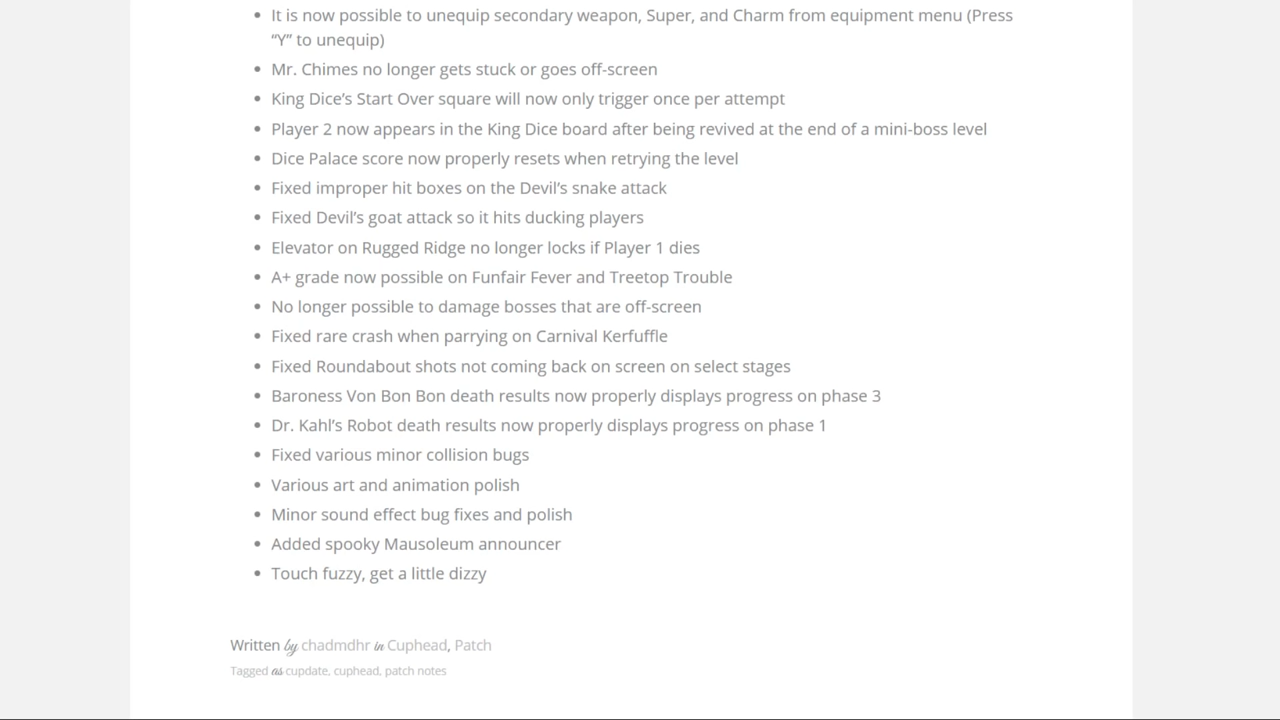 It is now possible to unequip secondary weapon, Super, and Charm from equipment menu (Press
“Y” to unequip)
Mr. Chimes no longer gets stuck or goes off-screen
King Dice’s Start Over square will now only trigger once per attempt
Player 2 now appears in the King Dice board after being revived at the end of a mini-boss level
Dice Palace score now properly resets when retrying the level
Fixed improper hit boxes on the Devil’s snake attack
Fixed Devil’s goat attack so it hits ducking players
Elevator on Rugged Ridge no longer locks if Player 1 dies
A+ grade now possible on Funfair Fever and Treetop Trouble
No longer possible to damage bosses that are off-screen
Fixed rare crash when parrying on Carnival Kerfuffle
Fixed Roundabout shots not coming back on screen on select stages
Baroness Von Bon Bon death results now properly displays progress on phase 3
Dr. Kahl’s Robot death results now properly displays progress on phase 1
Fixed various minor collision bugs
Various art and animation polish
Minor sound effect bug fixes and polish
Added spooky Mausoleum announcer
Touch fuzzy, get a little dizzy
Written by chadmdhr in Cuphead, Patch
Tagged as cupdate, cuphead, patch notes